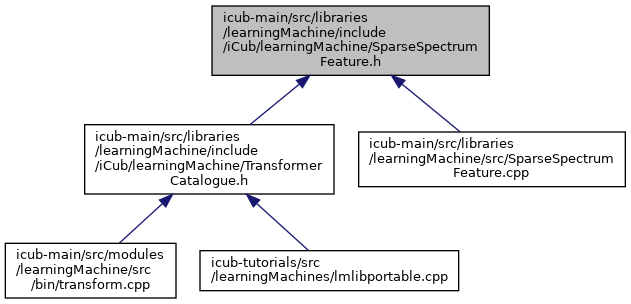 icub-main/src/libraries
/learningMachine/include
/iCub/learningMachine/SparseSpectrum
Feature.h
icub-main/src/libraries
/learningMachine/include
/iCub/learningMachine/Transformer
Catalogue.h
icub-main/src/libraries
/learningMachine/src/SparseSpectrum
Feature.cpp
icub-main/src/modules
/learningMachine/src
/bin/transform.cpp
icub-tutorials/src
/learningMachines/lmlibportable.cpp